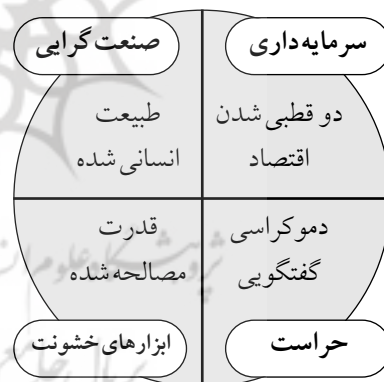 سرمایه‌داری
صنعت‌گرایی
دو قطبی‌شدن
اقتصاد
طبیعت
انسانی‌شده
دموکراسی
گفتگویی
قدرت
مصالحه‌شده
حراست
ابزارهای خشونت